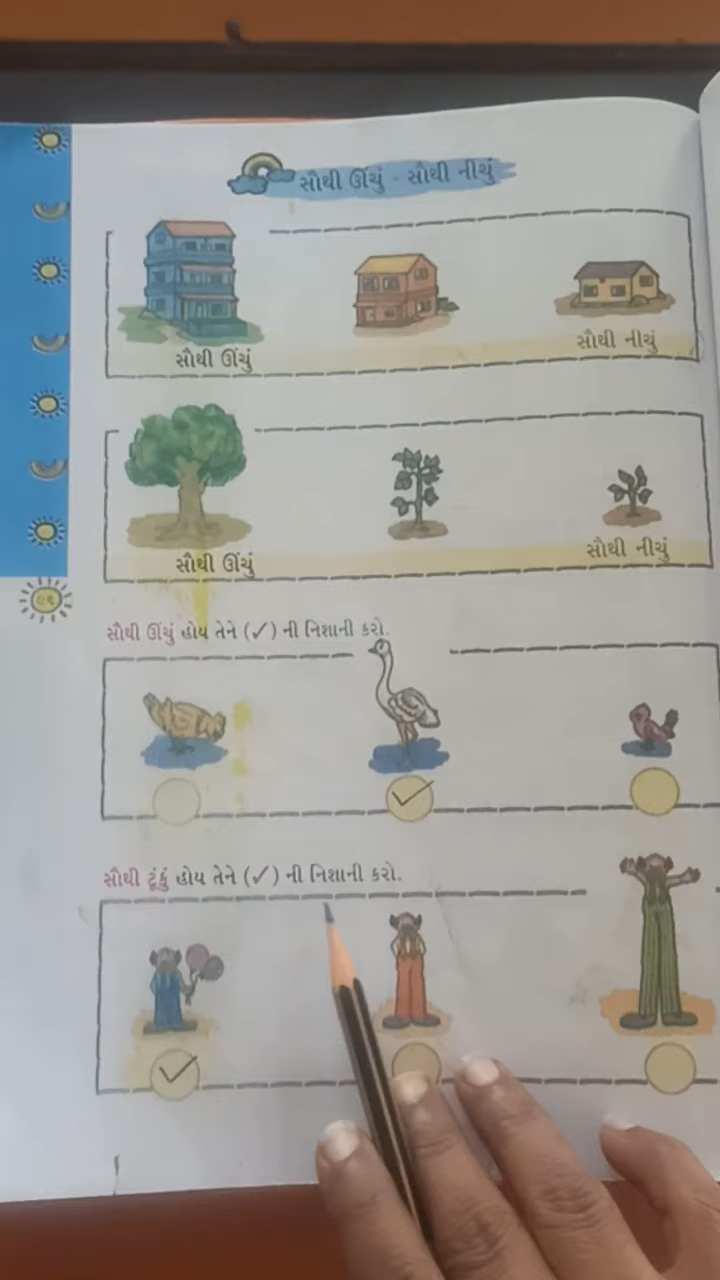 સૌથી ઊંચું - સૌથી નીચું
સૌથી ઊંચું
સૌથી નીચું
સૌથી ઊંચું
સૌથી નીચું
સૌથી ઊંચું હોય તેને (✓) ની નિશાની કરો.
સૌથી ટૂંકું હોય તેને (✓) ની નિશાની કરો.